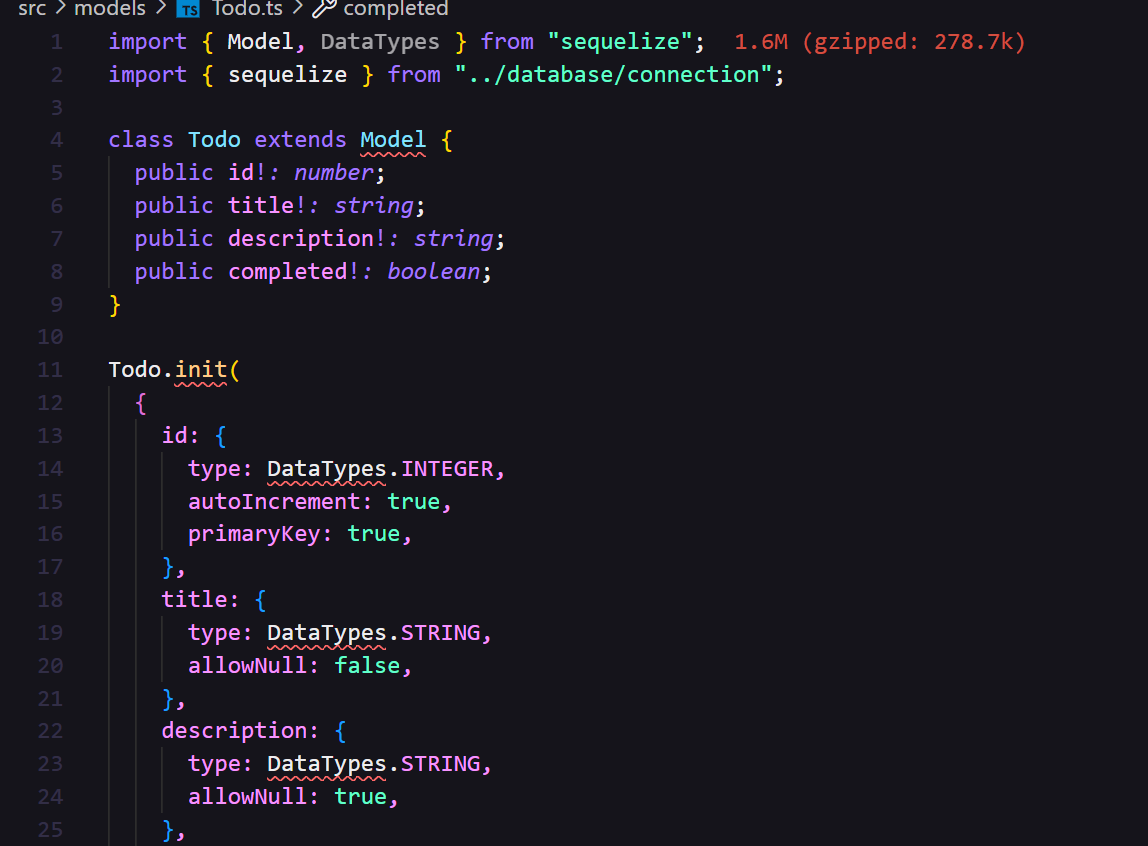 src > models > TS Todo.ts > completed
1 import { Model, DataTypes } from "sequelize"; 1.6M (gzipped: 278.7k)
2 import { sequelize } from "../database/connection";
3
4 class Todo extends Model {
5 public id!: number;
6 public title!: string;
7 public description!: string;
8 public completed!: boolean;
9 }
10
11 Todo.init(
12 {
13 id: {
14 type: DataTypes.INTEGER,
15 autoIncrement: true,
16 primaryKey: true,
17 },
18 title: {
19 type: DataTypes.STRING,
20 allowNull: false,
21 },
22 description: {
23 type: DataTypes.STRING,
24 allowNull: true,
25 },